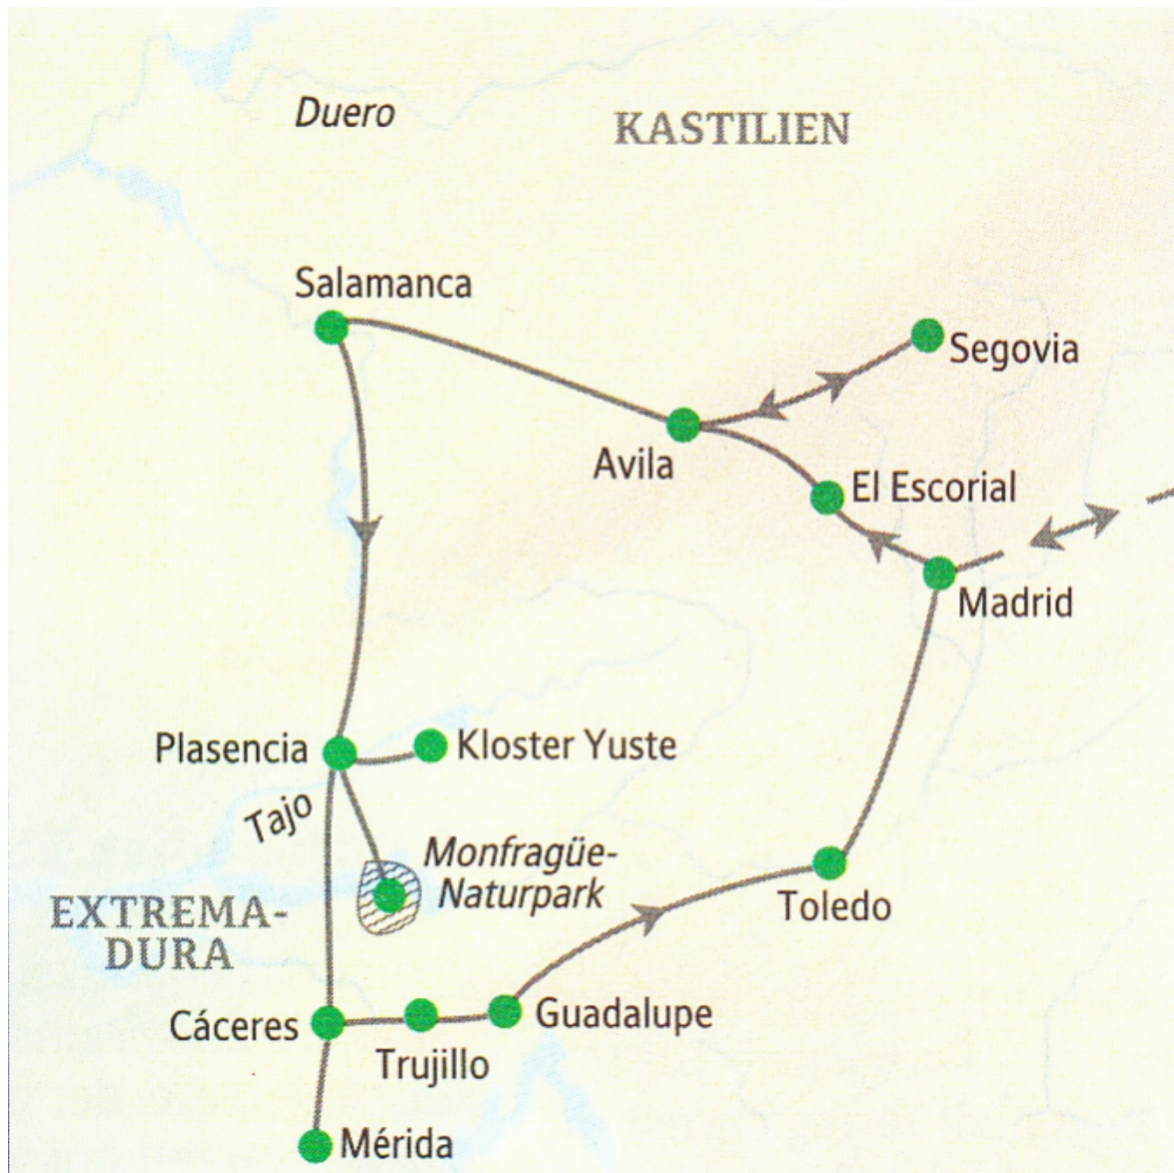 Duero
KASTILIEN
Salamanca
Segovia
Avila
El Escorial
Madrid
Plasencia
Kloster Yuste
Tajo
Monfragüe-
Naturpark
EXTREMA-
DURA
Toledo
Cáceres
Guadalupe
Trujillo
Mérida